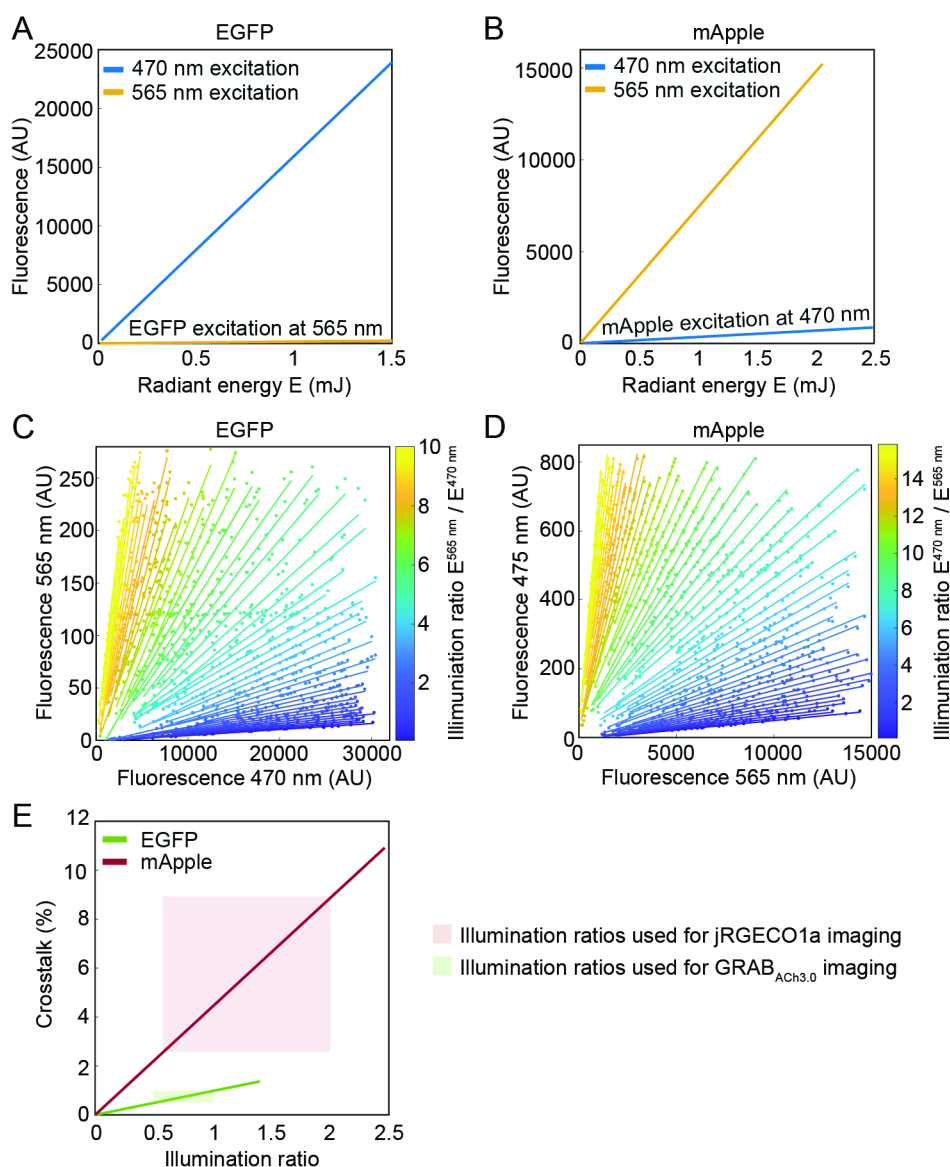 A
EGFP
25000
20000
15000
10000
5000
0
Fluorescence (AU)
470 nm excitation
565 nm excitation
EGFP excitation at 565 nm
0
0.5
1
1.5
Radiant energy E (mJ)
B
mApple
15000
10000
5000
0
Fluorescence (AU)
470 nm excitation
565 nm excitation
mApple excitation at 470 nm
0
0.5
1
1.5
2
2.5
Radiant energy E (mJ)
C
EGFP
250
200
150
100
50
0
Fluorescence 565 nm (AU)
0
10000
20000
30000
Fluorescence 470 nm (AU)
10
8
6
4
2
Illimuniation ratio E^565 nm / E^470 nm
D
mApple
800
600
400
200
0
Fluorescence 475 nm (AU)
0
5000
10000
15000
Fluorescence 565 nm (AU)
14
12
10
8
6
4
2
Illimuniation ratio E^470 nm / E^565 nm
E
12
10
8
6
4
2
0
Crosstalk (%)
EGFP
mApple
0
0.5
1
1.5
2
2.5
Illumination ratio
Illumination ratios used for jRGECO1a imaging
Illumination ratios used for GRAB_ACh3.0 imaging